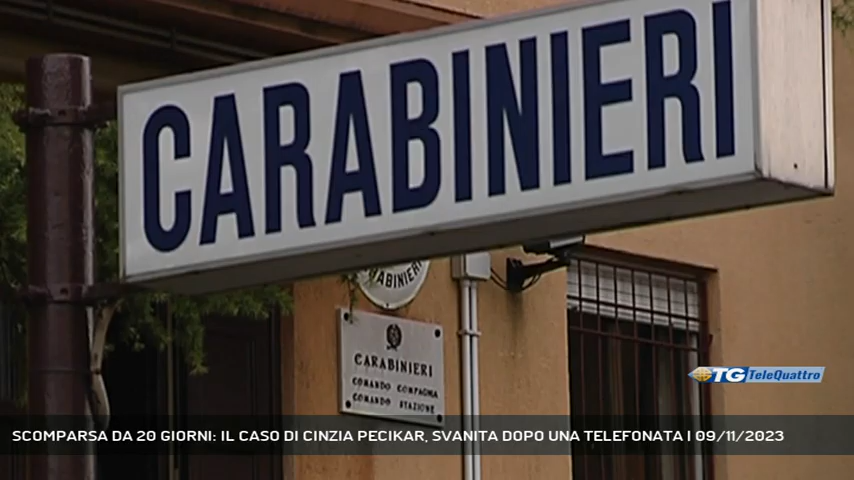 CARABINIERI
CARABINIERI
CARABINIERI
COMANDO COMPAGNIA
COMANDO STAZIONE
TG TeleQuattro
SCOMPARSA DA 20 GIORNI: IL CASO DI CINZIA PECIKAR, SVANITA DOPO UNA TELEFONATA | 09/11/2023